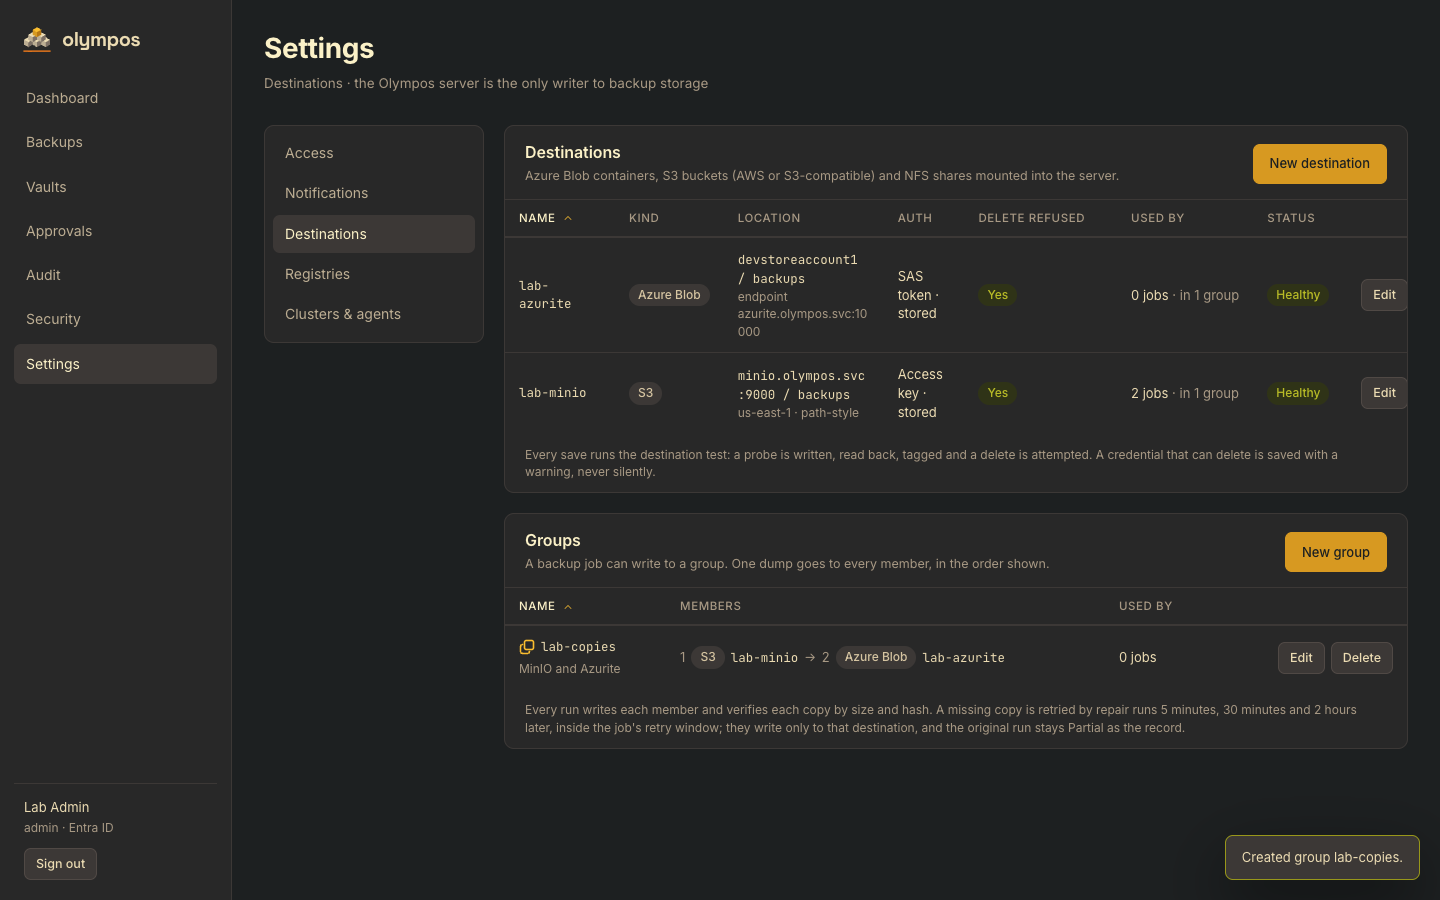 olympos
Dashboard
Backups
Vaults
Approvals
Audit
Security
Settings
Lab Admin
admin · Entra ID
Sign out
Settings
Destinations · the Olympos server is the only writer to backup storage
Access
Notifications
Destinations
Registries
Clusters & agents
Destinations
Azure Blob containers, S3 buckets (AWS or S3-compatible) and NFS shares mounted into the server.
New destination
NAME KIND LOCATION AUTH DELETE REFUSED USED BY STATUS
lab-
azurite
Azure Blob
devstoreaccount1
/ backups
endpoint
azurite.olympos.svc:10
000
SAS
token ·
stored
Yes
0 jobs · in 1 group
Healthy
Edit
lab-minio
S3
minio.olympos.svc
:9000 / backups
us-east-1 · path-style
Access
key ·
stored
Yes
2 jobs · in 1 group
Healthy
Edit
Every save runs the destination test: a probe is written, read back, tagged and a delete is attempted. A credential that can delete is saved with a
warning, never silently.
Groups
A backup job can write to a group. One dump goes to every member, in the order shown.
New group
NAME MEMBERS USED BY
lab-copies
MinIO and Azurite
1 S3 lab-minio → 2 Azure Blob lab-azurite
0 jobs
Edit
Delete
Every run writes each member and verifies each copy by size and hash. A missing copy is retried by repair runs 5 minutes, 30 minutes and 2 hours
later, inside the job's retry window; they write only to that destination, and the original run stays Partial as the record.
Created group lab-copies.